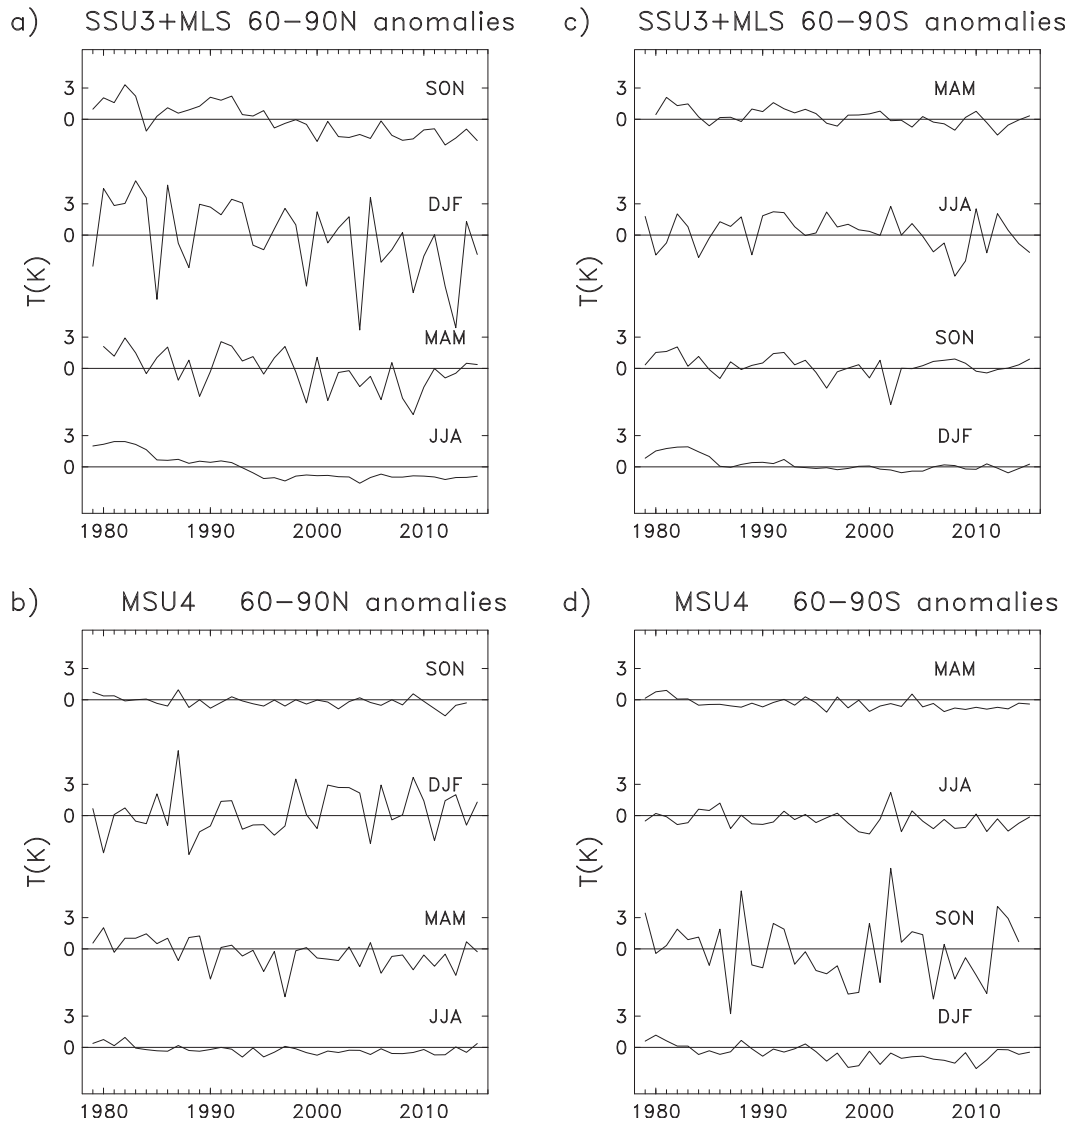 a) SSU3+MLS 60-90N anomalies
SON
3
0
DJF
3
0
T(K)
MAM
3
0
JJA
3
0
1980 1990 2000 2010
c) SSU3+MLS 60-90S anomalies
MAM
3
0
JJA
3
0
T(K)
SON
3
0
DJF
3
0
1980 1990 2000 2010
b) MSU4 60-90N anomalies
SON
3
0
DJF
3
0
T(K)
MAM
3
0
JJA
3
0
1980 1990 2000 2010
d) MSU4 60-90S anomalies
MAM
3
0
JJA
3
0
T(K)
SON
3
0
DJF
3
0
1980 1990 2000 2010